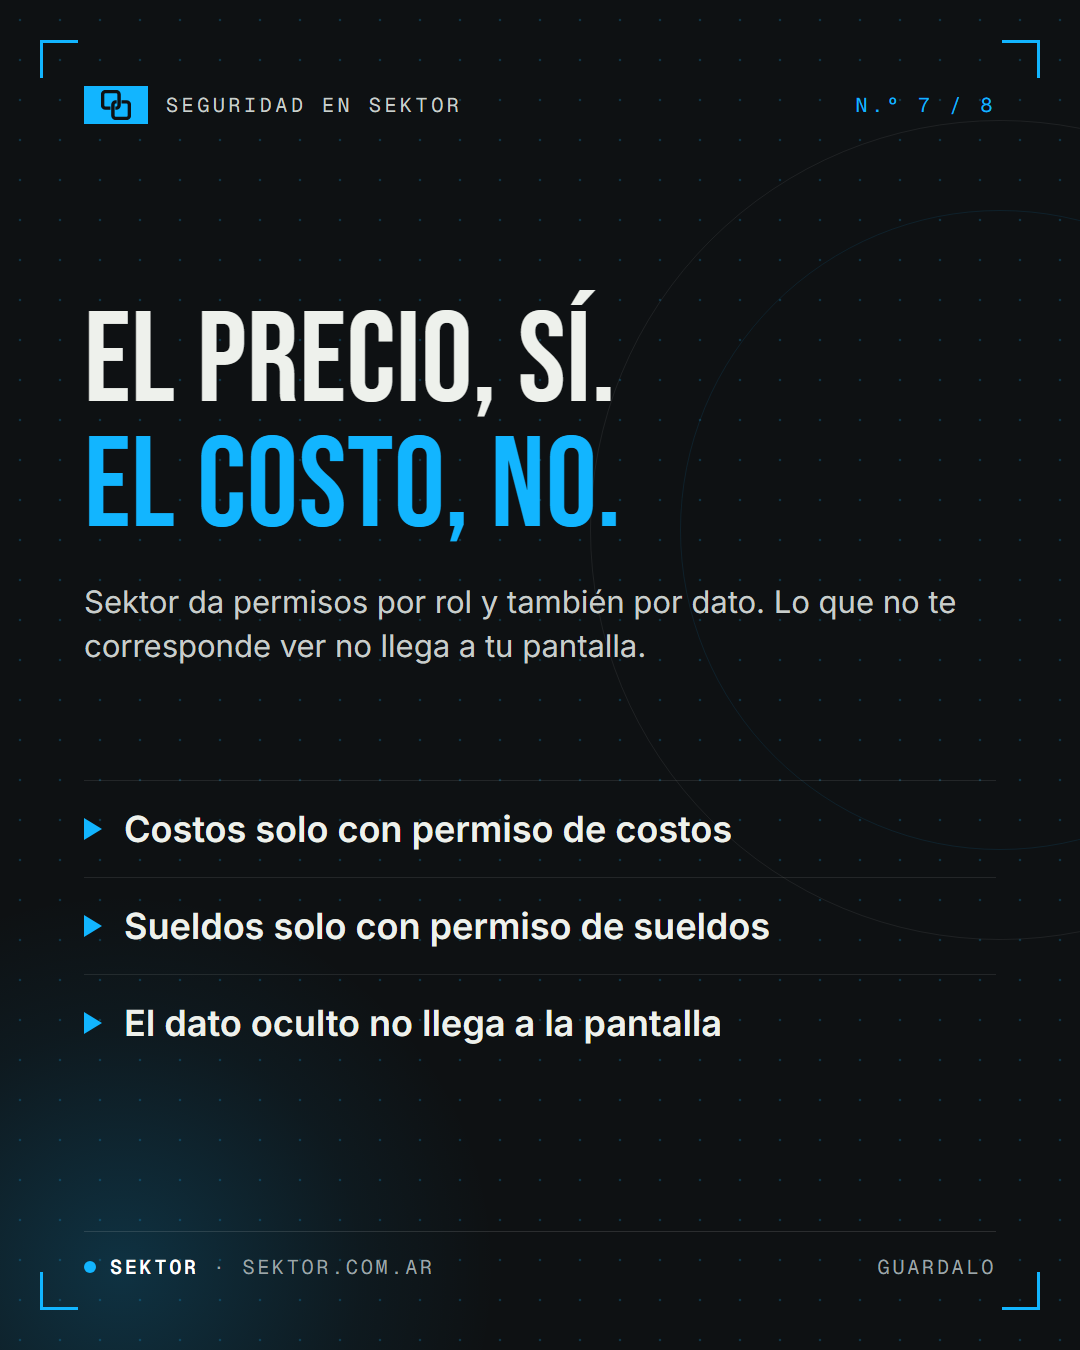 SEGURIDAD EN SEKTOR
N.º 7 / 8
EL PRECIO, SÍ.
EL COSTO, NO.
Sektor da permisos por rol y también por dato. Lo que no te
corresponde ver no llega a tu pantalla.
Costos solo con permiso de costos
Sueldos solo con permiso de sueldos
El dato oculto no llega a la pantalla
SEKTOR · SEKTOR.COM.AR
GUARDALO